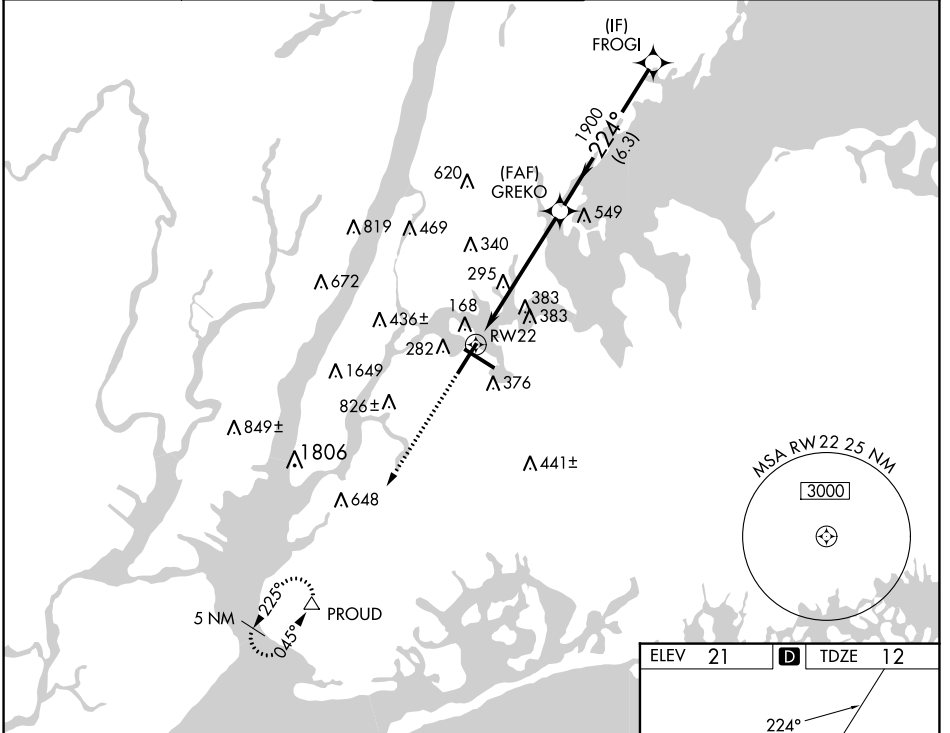 (IF)
FROGI
1900
224°
(6.3)
(FAF)
GREKO
620
549
819
469
340
295
672
383
383
168
436±
RW22
282
1649
376
826±
849±
1806
441±
648
MSA RW 22 25 NM
3000
225°
5 NM
PROUD
045°
ELEV 21 D TDZE 12
224°